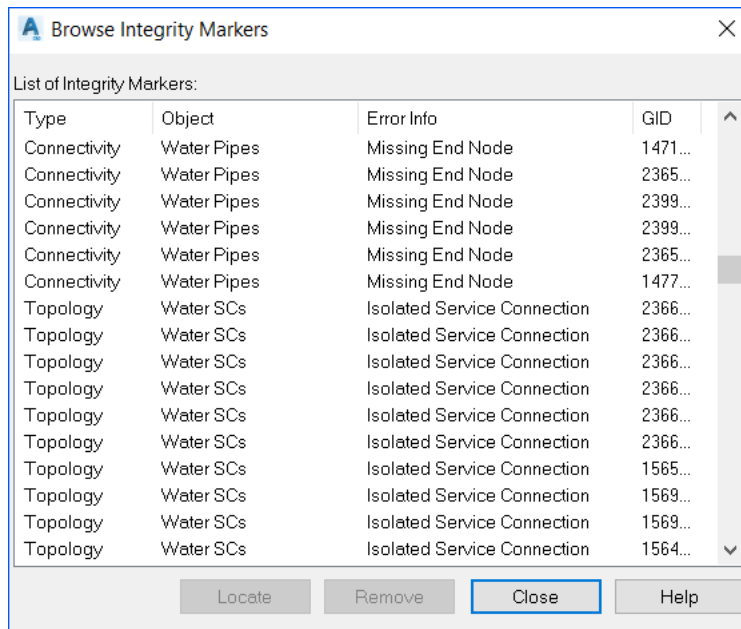 Browse Integrity Markers
List of Integrity Markers:
Type Object Error Info GID
Connectivity Water Pipes Missing End Node 1471...
Connectivity Water Pipes Missing End Node 2365...
Connectivity Water Pipes Missing End Node 2399...
Connectivity Water Pipes Missing End Node 2399...
Connectivity Water Pipes Missing End Node 2365...
Connectivity Water Pipes Missing End Node 1477...
Topology Water SCs Isolated Service Connection 2366...
Topology Water SCs Isolated Service Connection 2366...
Topology Water SCs Isolated Service Connection 2366...
Topology Water SCs Isolated Service Connection 2366...
Topology Water SCs Isolated Service Connection 2366...
Topology Water SCs Isolated Service Connection 2366...
Topology Water SCs Isolated Service Connection 1565...
Topology Water SCs Isolated Service Connection 1569...
Topology Water SCs Isolated Service Connection 1569...
Topology Water SCs Isolated Service Connection 1564...
Locate Remove Close Help